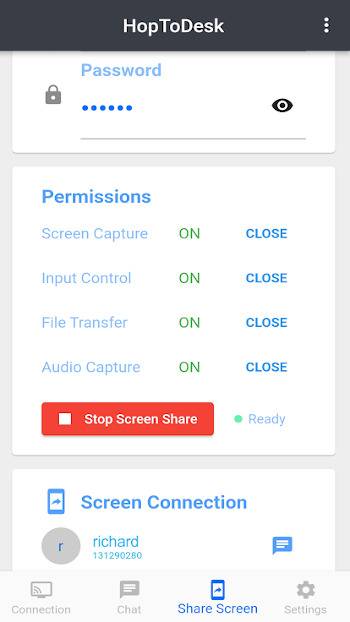 HopToDesk
Password
••••••
Permissions
Screen Capture ON CLOSE
Input Control ON CLOSE
File Transfer ON CLOSE
Audio Capture ON CLOSE
Stop Screen Share Ready
Screen Connection
r richard
131290280
Connection Chat Share Screen Settings